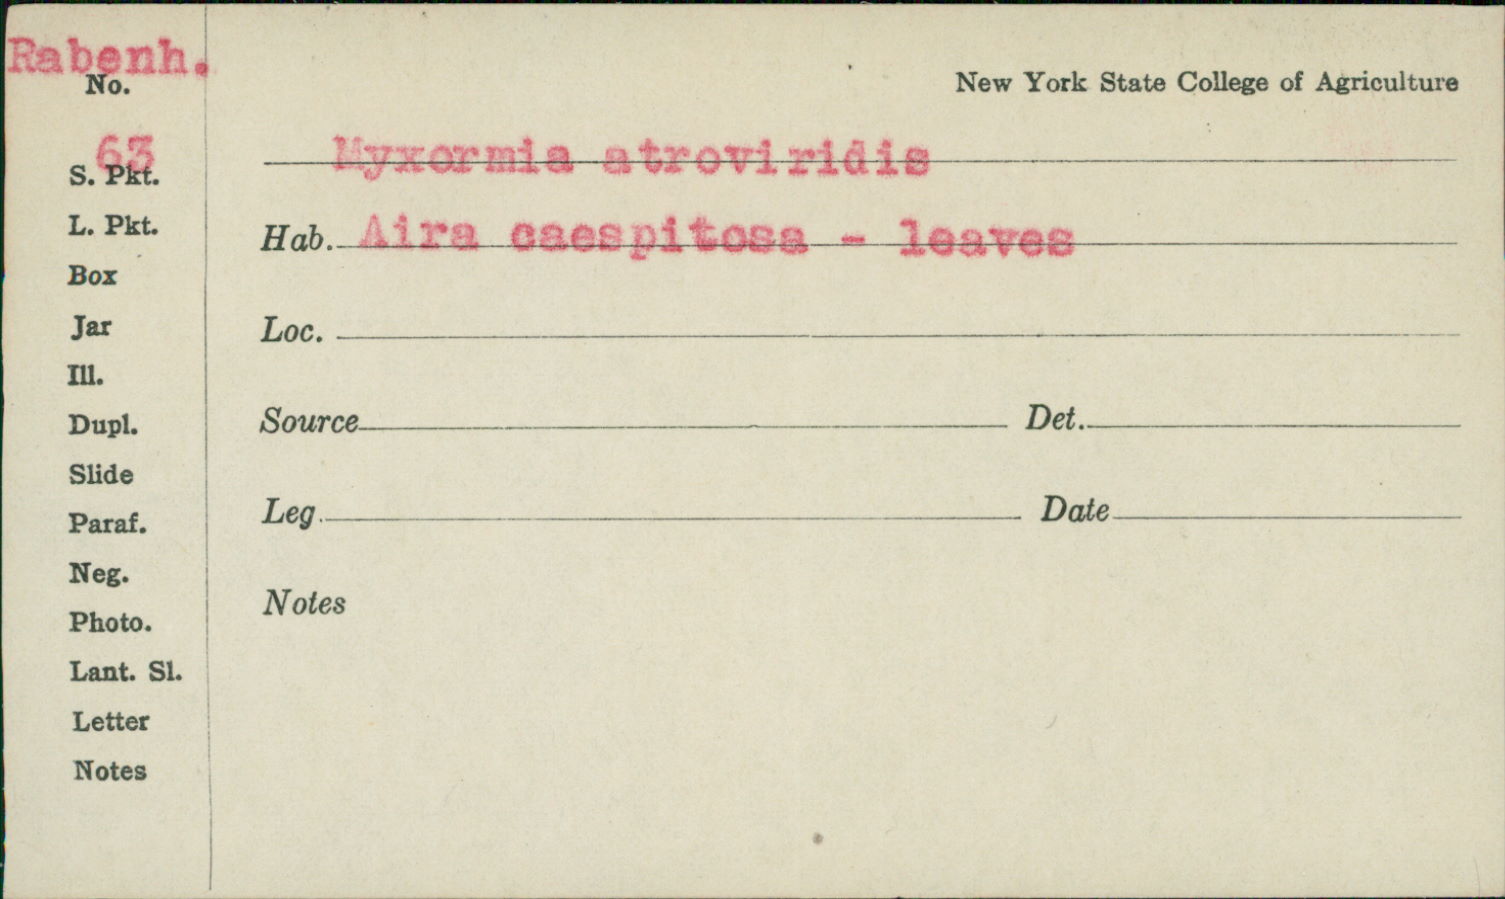 Rabenh.
No.
63
S. Pkt.
L. Pkt.
Box
Jar
Ill.
Dupl.
Slide
Paraf.
Neg.
Photo.
Lant. Sl.
Letter
Notes
New York State College of Agriculture
Myxormia atroviridis
Hab. Aira caespitosa - leaves
Loc.
Source Det.
Leg. Date
Notes